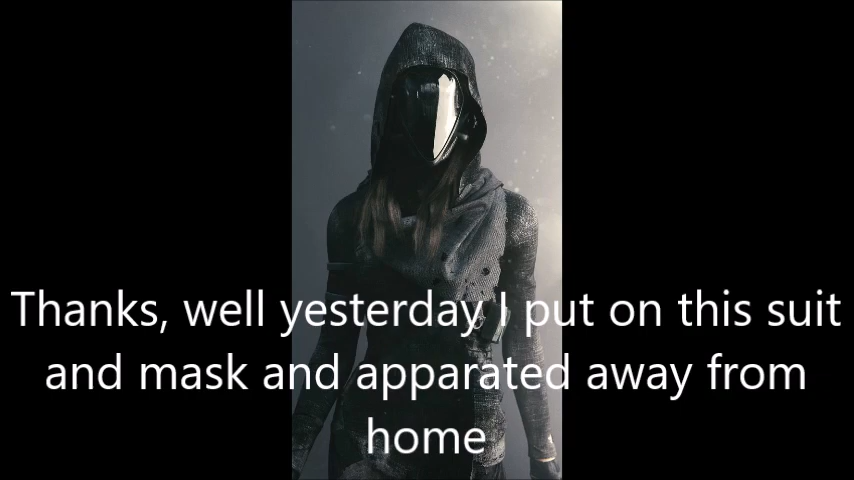 Thanks, well yesterday I put on this suit
and mask and apparated away from
home